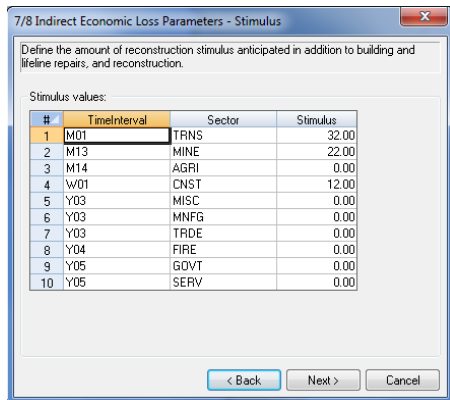 7/8 Indirect Economic Loss Parameters - Stimulus
Define the amount of reconstruction stimulus anticipated in addition to building and
lifeline repairs, and reconstruction.
Stimulus values:
# TimeInterval Sector Stimulus
1 M01 TRNS 32.00
2 M13 MINE 22.00
3 M14 AGRI 0.00
4 W01 CNST 12.00
5 Y03 MISC 0.00
6 Y03 MNFG 0.00
7 Y03 TRDE 0.00
8 Y04 FIRE 0.00
9 Y05 GOVT 0.00
10 Y05 SERV 0.00
< Back Next > Cancel